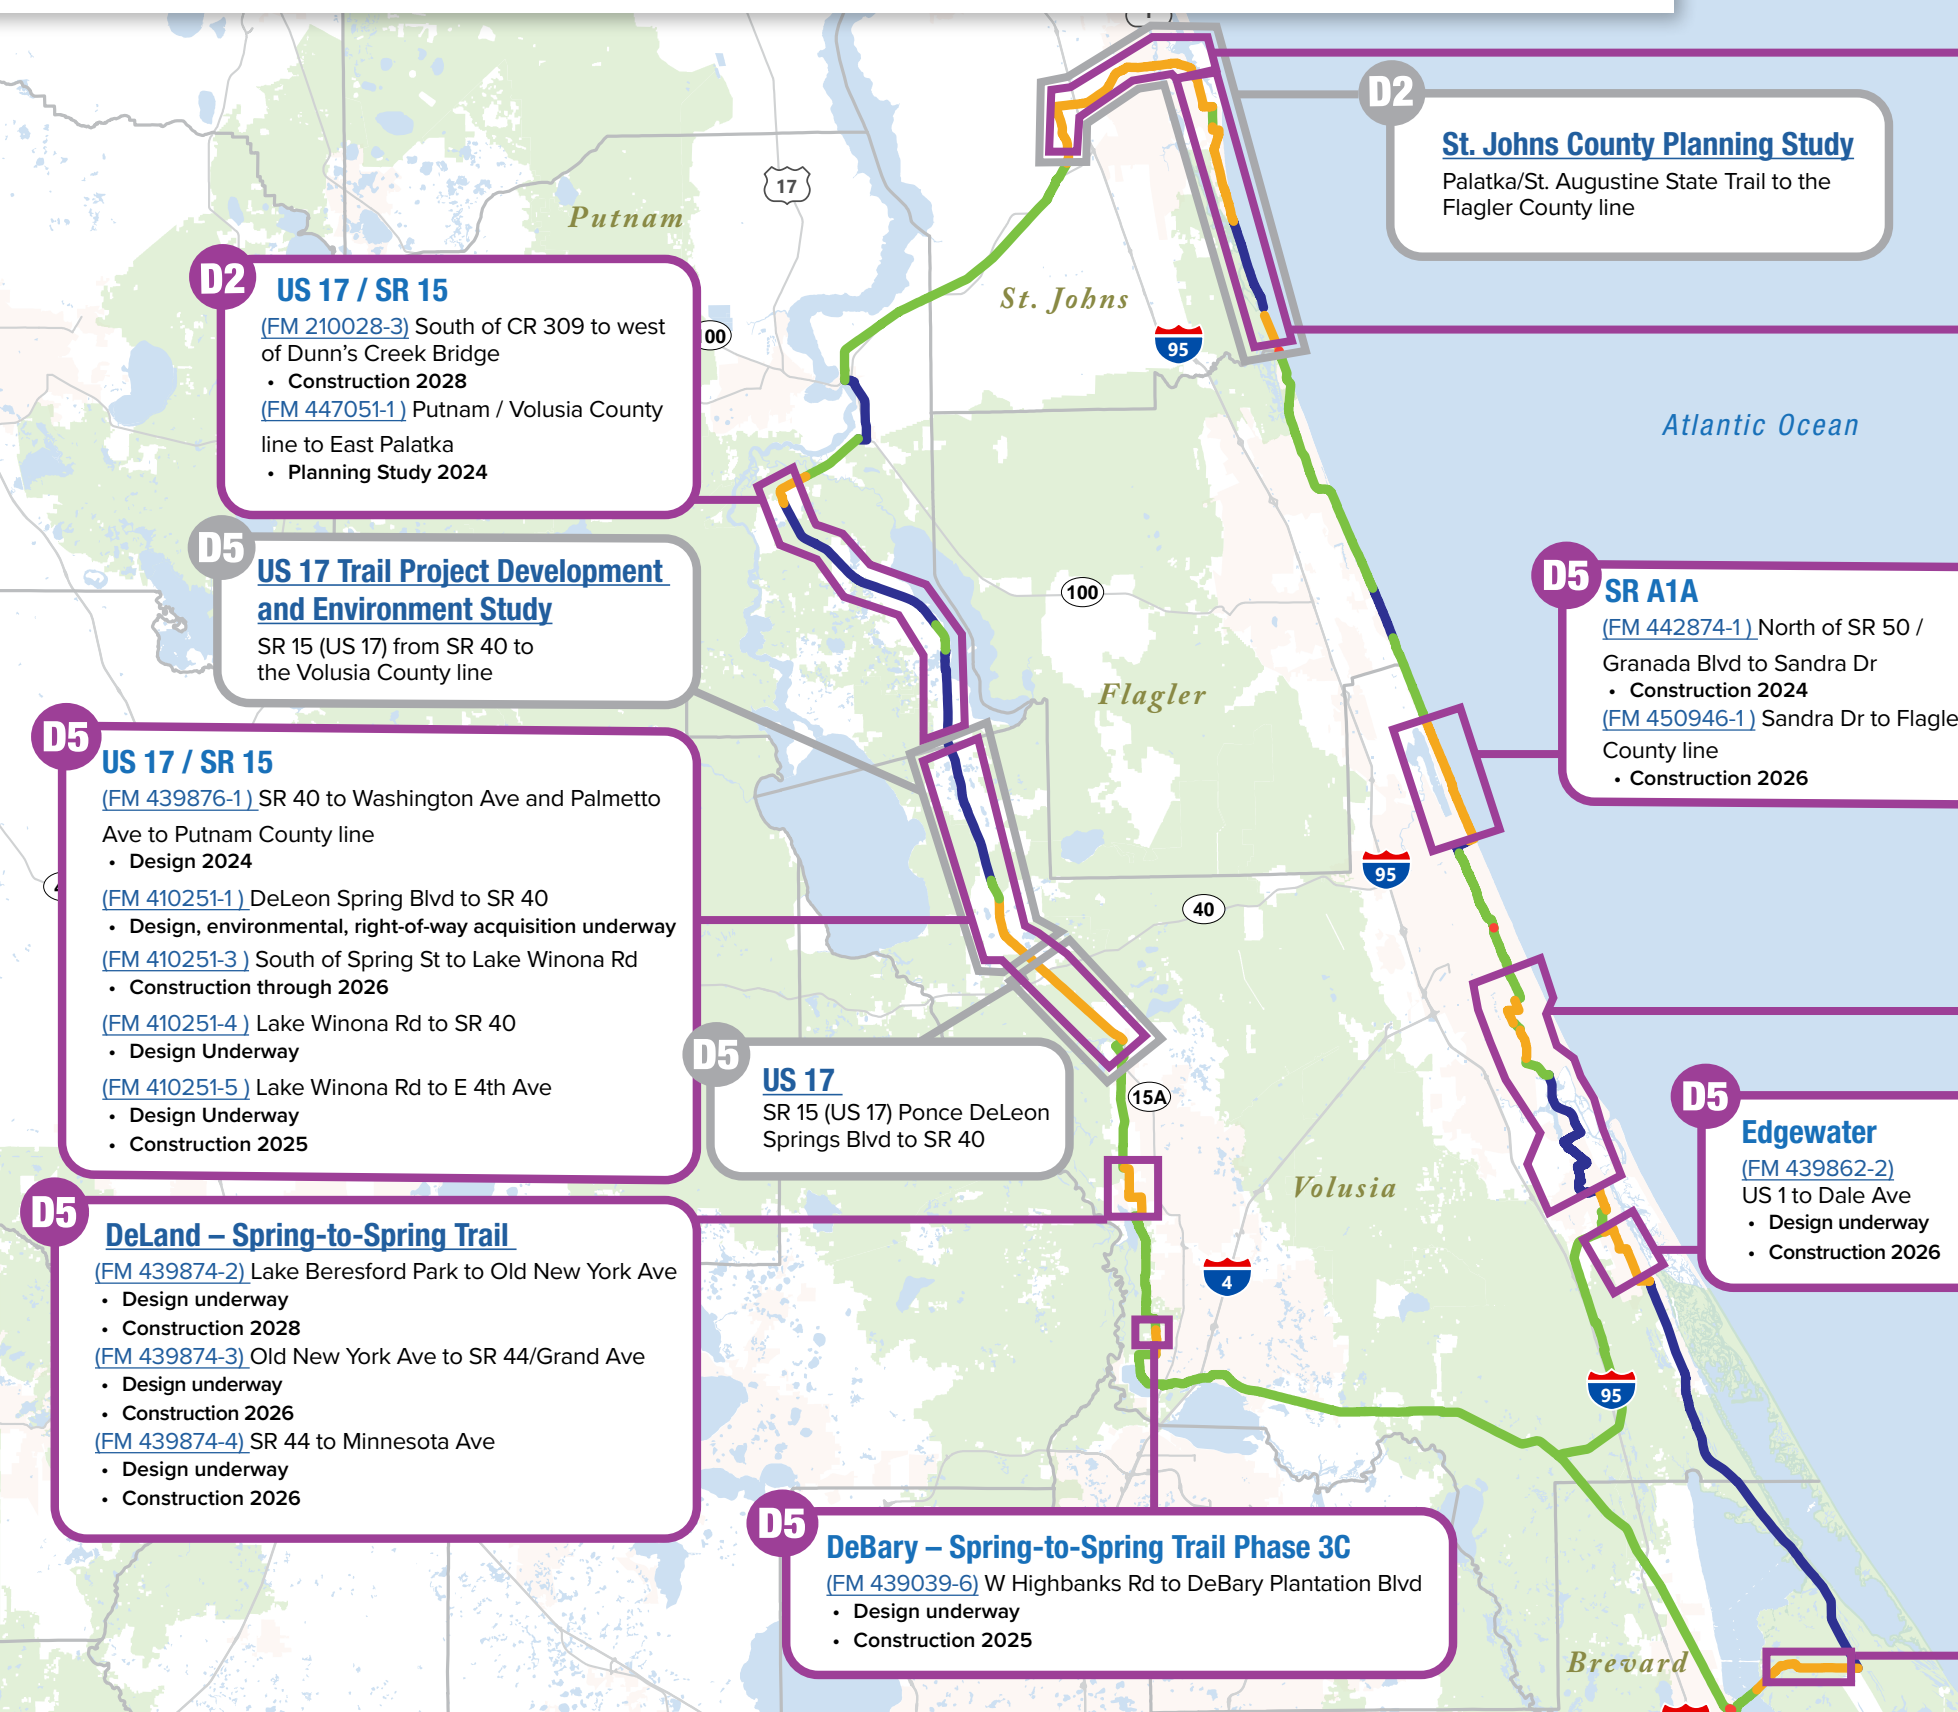 1
D2
St. Johns County Planning Study
Palatka/St. Augustine State Trail to the
Flagler County line
17
Putnam
St. Johns
95
Atlantic Ocean
D2
US 17 / SR 15
(FM 210028-3) South of CR 309 to west
of Dunn's Creek Bridge
• Construction 2028
(FM 447051-1 ) Putnam / Volusia County
line to East Palatka
• Planning Study 2024
00
D5
US 17 Trail Project Development
and Environment Study
SR 15 (US 17) from SR 40 to
the Volusia County line
100
Flagler
D5
SR A1A
(FM 442874-1 ) North of SR 50 /
Granada Blvd to Sandra Dr
• Construction 2024
(FM 450946-1 ) Sandra Dr to Flagle
County line
• Construction 2026
D5
US 17 / SR 15
(FM 439876-1 ) SR 40 to Washington Ave and Palmetto
Ave to Putnam County line
• Design 2024
(FM 410251-1 ) DeLeon Spring Blvd to SR 40
• Design, environmental, right-of-way acquisition underway
(FM 410251-3 ) South of Spring St to Lake Winona Rd
• Construction through 2026
(FM 410251-4 ) Lake Winona Rd to SR 40
• Design Underway
(FM 410251-5 ) Lake Winona Rd to E 4th Ave
• Design Underway
• Construction 2025
4
95
40
D5
US 17
SR 15 (US 17) Ponce DeLeon
Springs Blvd to SR 40
15A
Volusia
D5
Edgewater
(FM 439862-2)
US 1 to Dale Ave
• Design underway
• Construction 2026
D5
DeLand – Spring-to-Spring Trail
(FM 439874-2) Lake Beresford Park to Old New York Ave
• Design underway
• Construction 2028
(FM 439874-3) Old New York Ave to SR 44/Grand Ave
• Design underway
• Construction 2026
(FM 439874-4) SR 44 to Minnesota Ave
• Design underway
• Construction 2026
4
95
D5
DeBary – Spring-to-Spring Trail Phase 3C
(FM 439039-6) W Highbanks Rd to DeBary Plantation Blvd
• Design underway
• Construction 2025
Brevard